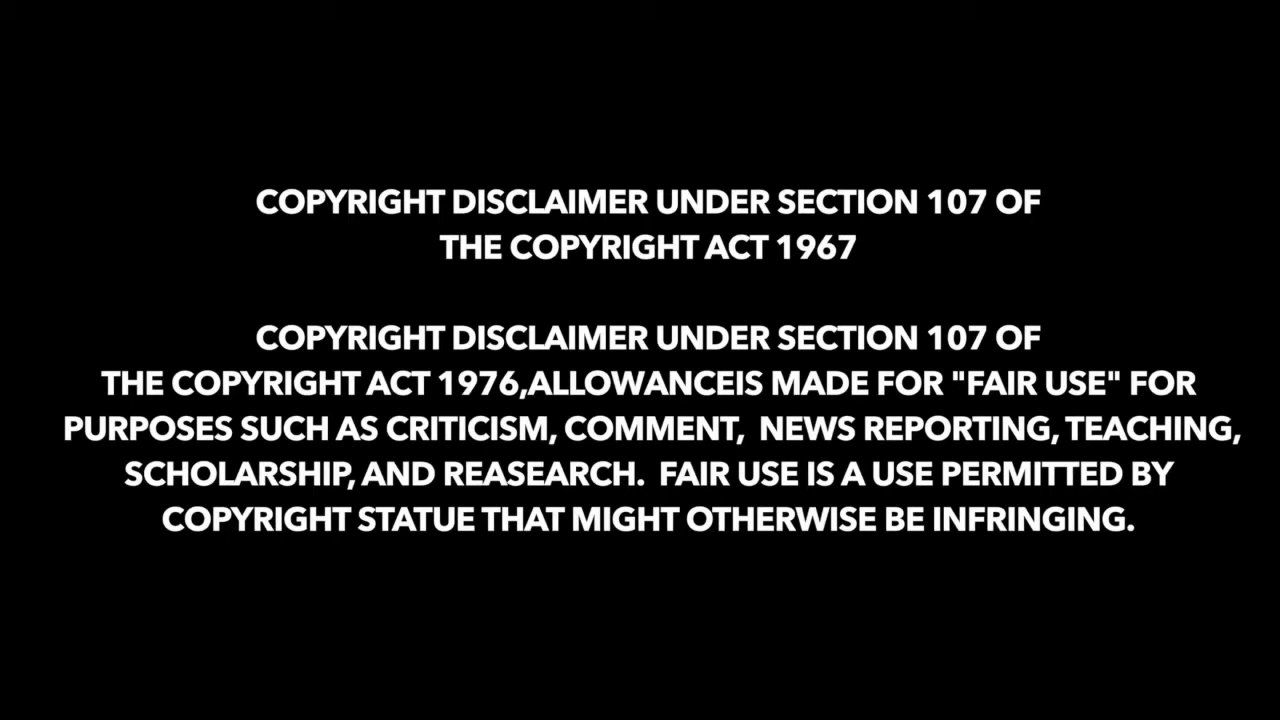 COPYRIGHT DISCLAIMER UNDER SECTION 107 OF
THE COPYRIGHT ACT 1967
COPYRIGHT DISCLAIMER UNDER SECTION 107 OF
THE COPYRIGHT ACT 1976,ALLOWANCEIS MADE FOR "FAIR USE" FOR
PURPOSES SUCH AS CRITICISM, COMMENT,  NEWS REPORTING, TEACHING,
SCHOLARSHIP, AND REASEARCH.  FAIR USE IS A USE PERMITTED BY
COPYRIGHT STATUE THAT MIGHT OTHERWISE BE INFRINGING.